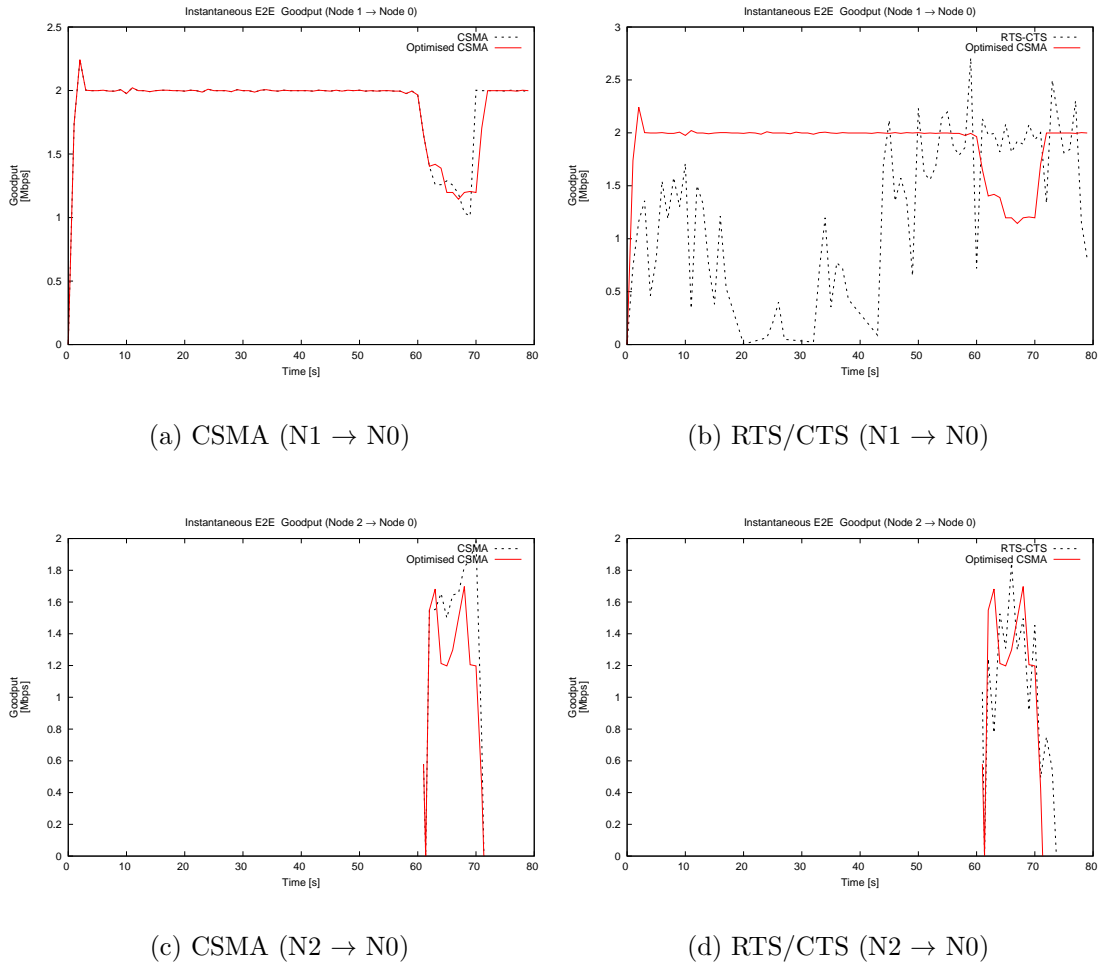 Instantaneous E2E Goodput (Node 1 → Node 0)
2.5
2
1.5
1
0.5
0
0 10 20 30 40 50 60 70 80
Goodput
[Mbps]
Time [s]
CSMA
Optimised CSMA
(a) CSMA (N1 → N0)
Instantaneous E2E Goodput (Node 1 → Node 0)
3
2.5
2
1.5
1
0.5
0
0 10 20 30 40 50 60 70 80
Goodput
[Mbps]
Time [s]
RTS-CTS
Optimised CSMA
(b) RTS/CTS (N1 → N0)
Instantaneous E2E Goodput (Node 2 → Node 0)
2
1.8
1.6
1.4
1.2
1
0.8
0.6
0.4
0.2
0
0 10 20 30 40 50 60 70 80
Goodput
[Mbps]
Time [s]
CSMA
Optimised CSMA
(c) CSMA (N2 → N0)
Instantaneous E2E Goodput (Node 2 → Node 0)
2
1.8
1.6
1.4
1.2
1
0.8
0.6
0.4
0.2
0
0 10 20 30 40 50 60 70 80
Goodput
[Mbps]
Time [s]
RTS-CTS
Optimised CSMA
(d) RTS/CTS (N2 → N0)